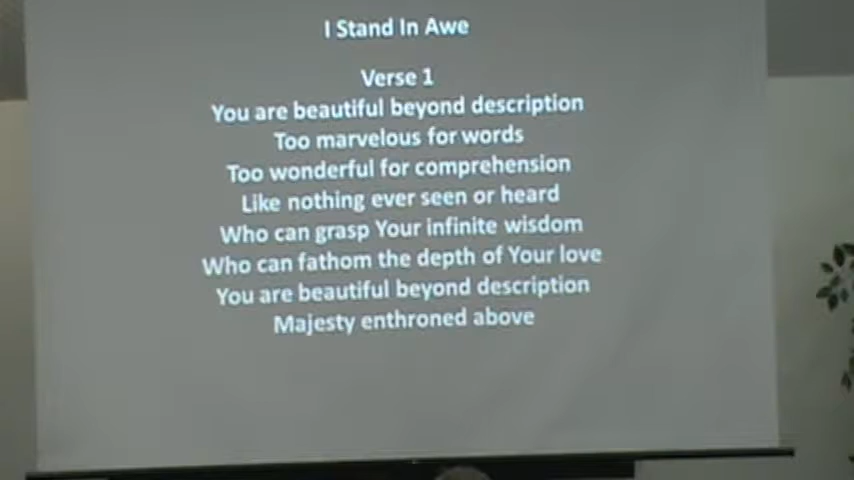 I Stand In Awe
Verse 1
You are beautiful beyond description
Too marvelous for words
Too wonderful for comprehension
Like nothing ever seen or heard
Who can grasp Your infinite wisdom
Who can fathom the depth of Your love
You are beautiful beyond description
Majesty enthroned above